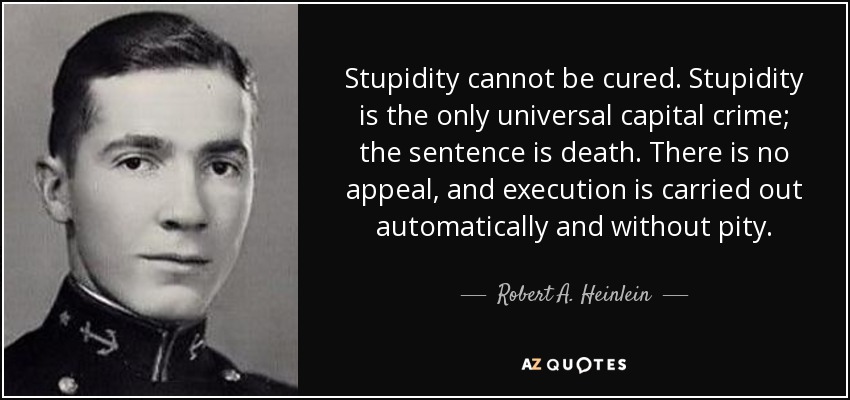 Stupidity cannot be cured. Stupidity
is the only universal capital crime;
the sentence is death. There is no
appeal, and execution is carried out
automatically and without pity.
Robert A. Heinlein
AZ QUOTES